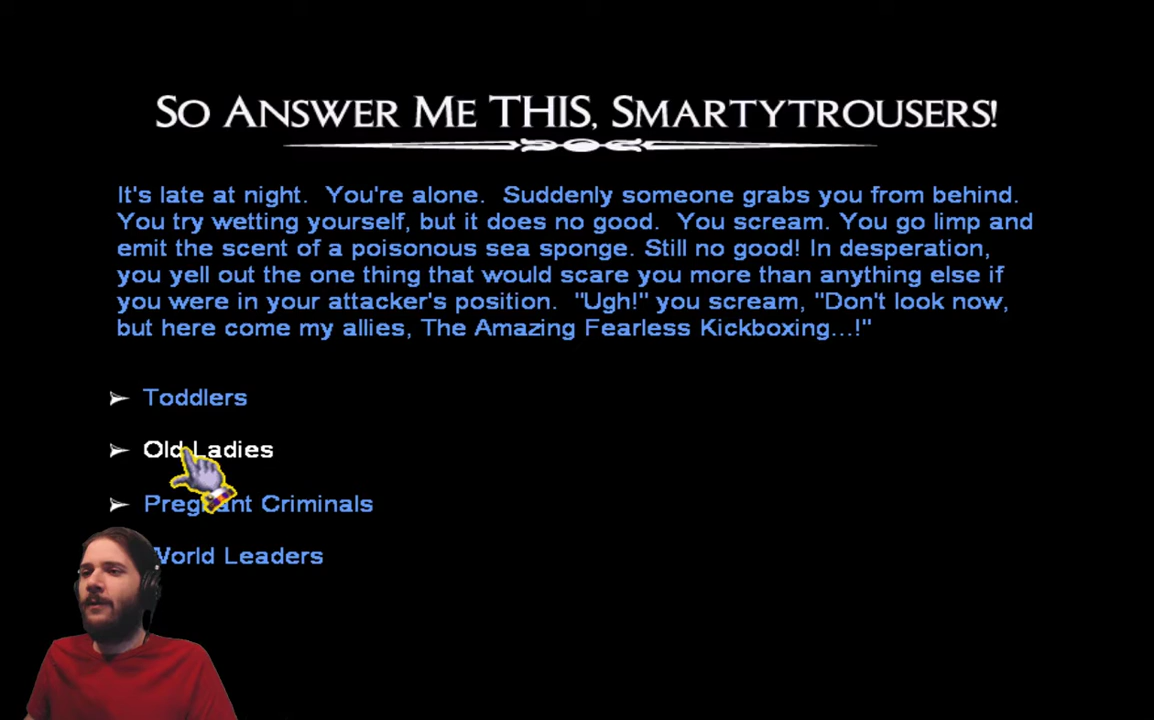 So Answer Me THIS, Smartytrousers!
It's late at night. You're alone. Suddenly someone grabs you from behind.
You try wetting yourself, but it does no good. You scream. You go limp and
emit the scent of a poisonous sea sponge. Still no good! In desperation,
you yell out the one thing that would scare you more than anything else if
you were in your attacker's position. "Ugh!" you scream, "Don't look now,
but here come my allies, The Amazing Fearless Kickboxing...!"
Toddlers
Old Ladies
Pregnant Criminals
World Leaders